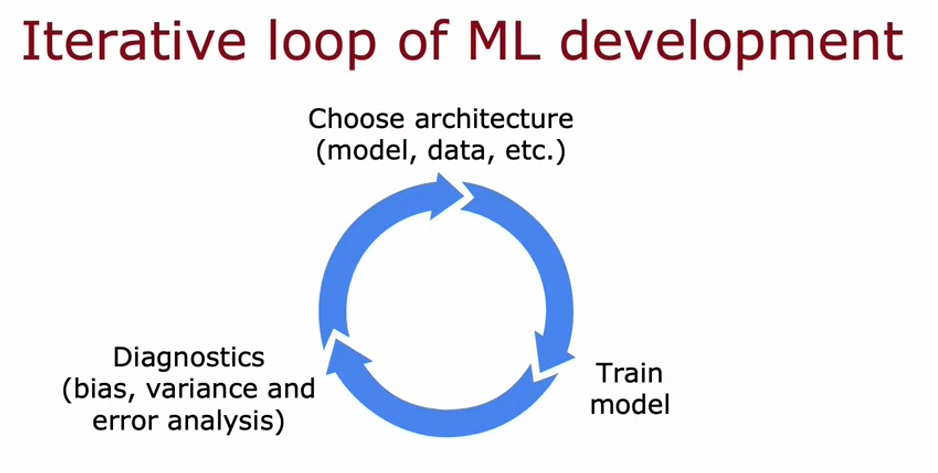 Iterative loop of ML development
Choose architecture
(model, data, etc.)
Train
model
Diagnostics
(bias, variance and
error analysis)